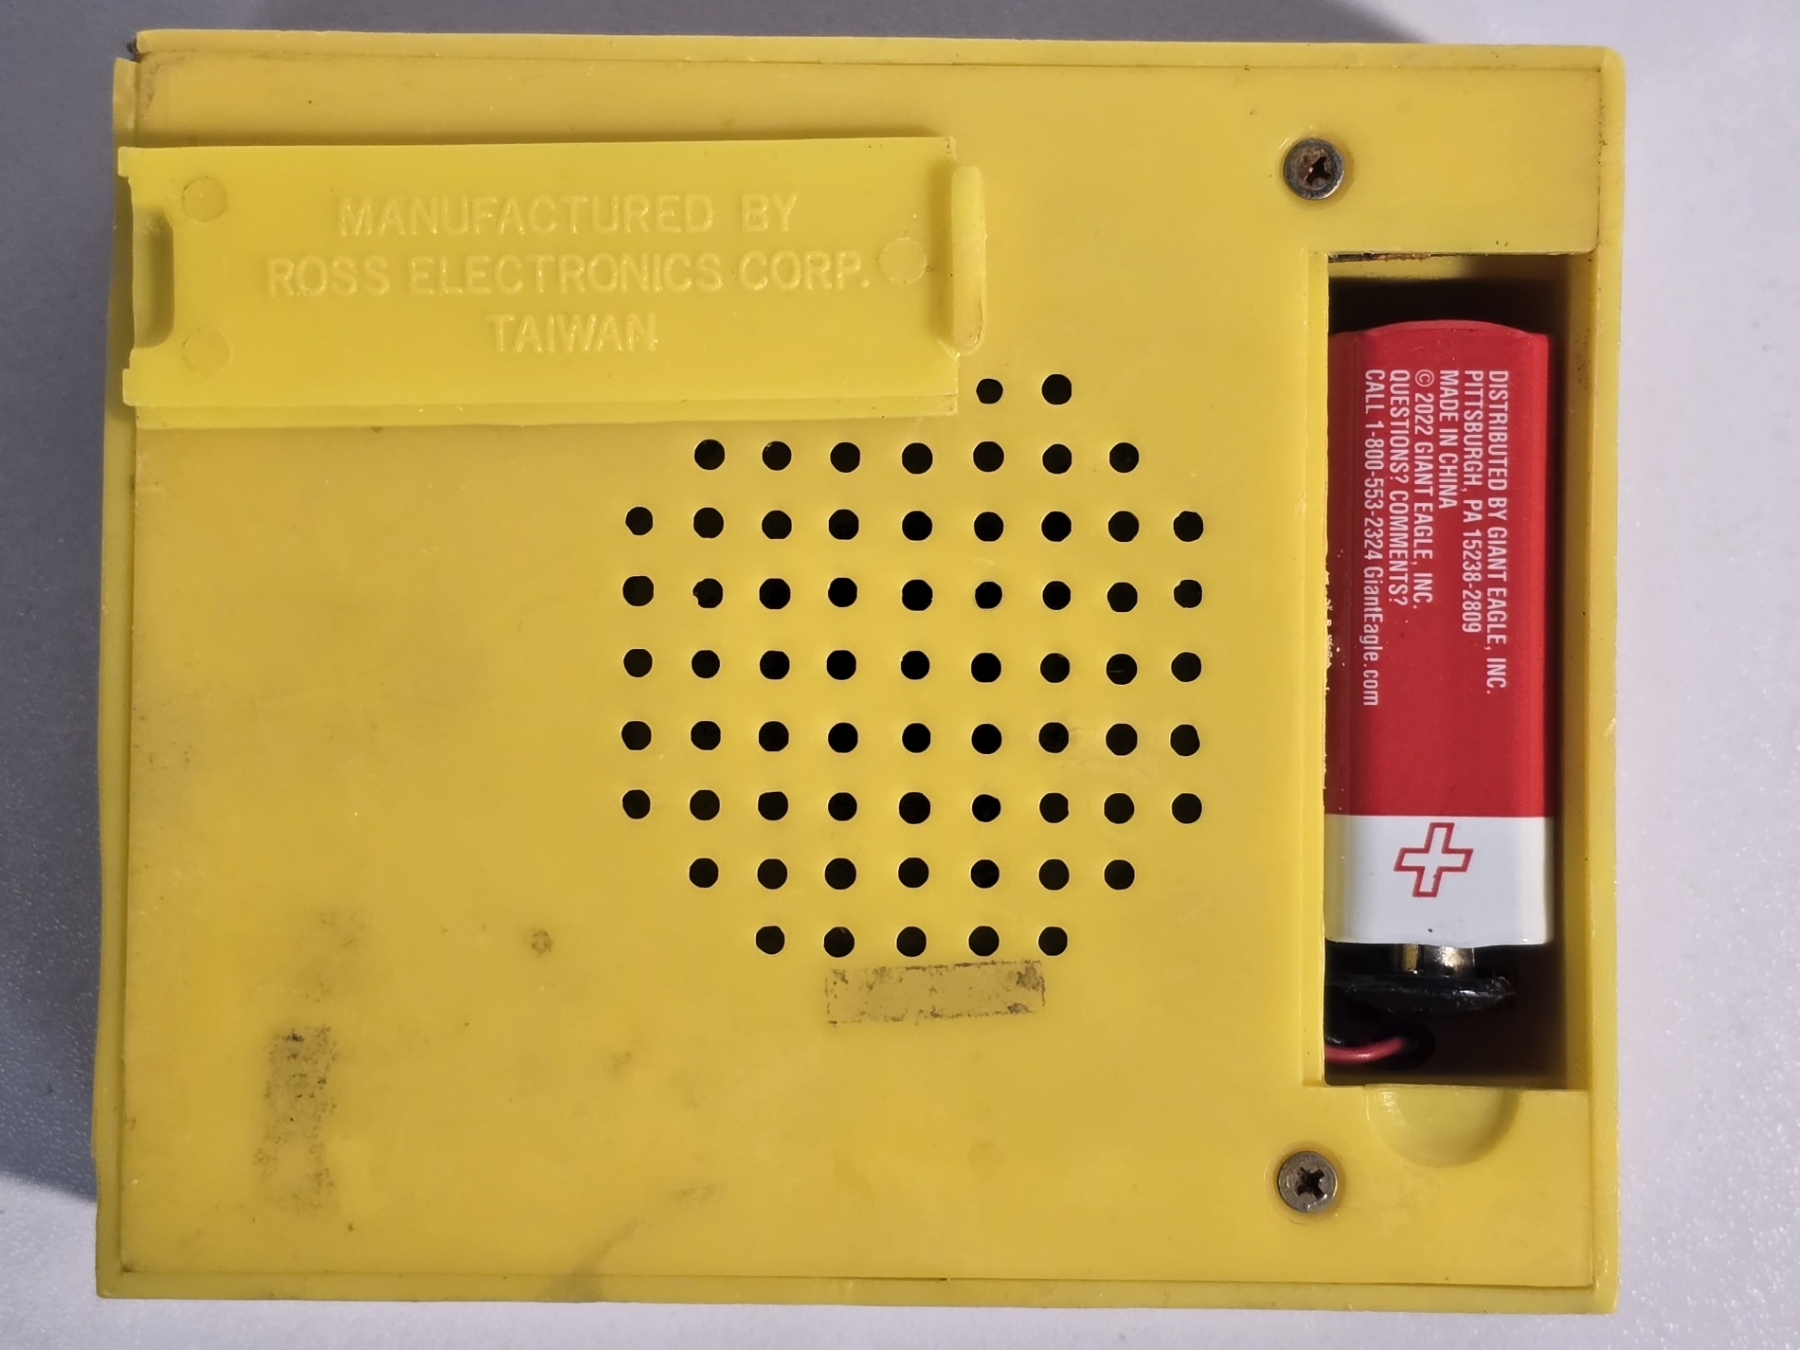 MANUFACTURED BY
ROSS ELECTRONICS CORP.
TAIWAN
DISTRIBUTED BY GIANT EAGLE, INC.
PITTSBURGH, PA 15238-2809
MADE IN CHINA
© 2022 GIANT EAGLE, INC.
QUESTIONS? COMMENTS?
CALL 1-800-553-2324 GiantEagle.com